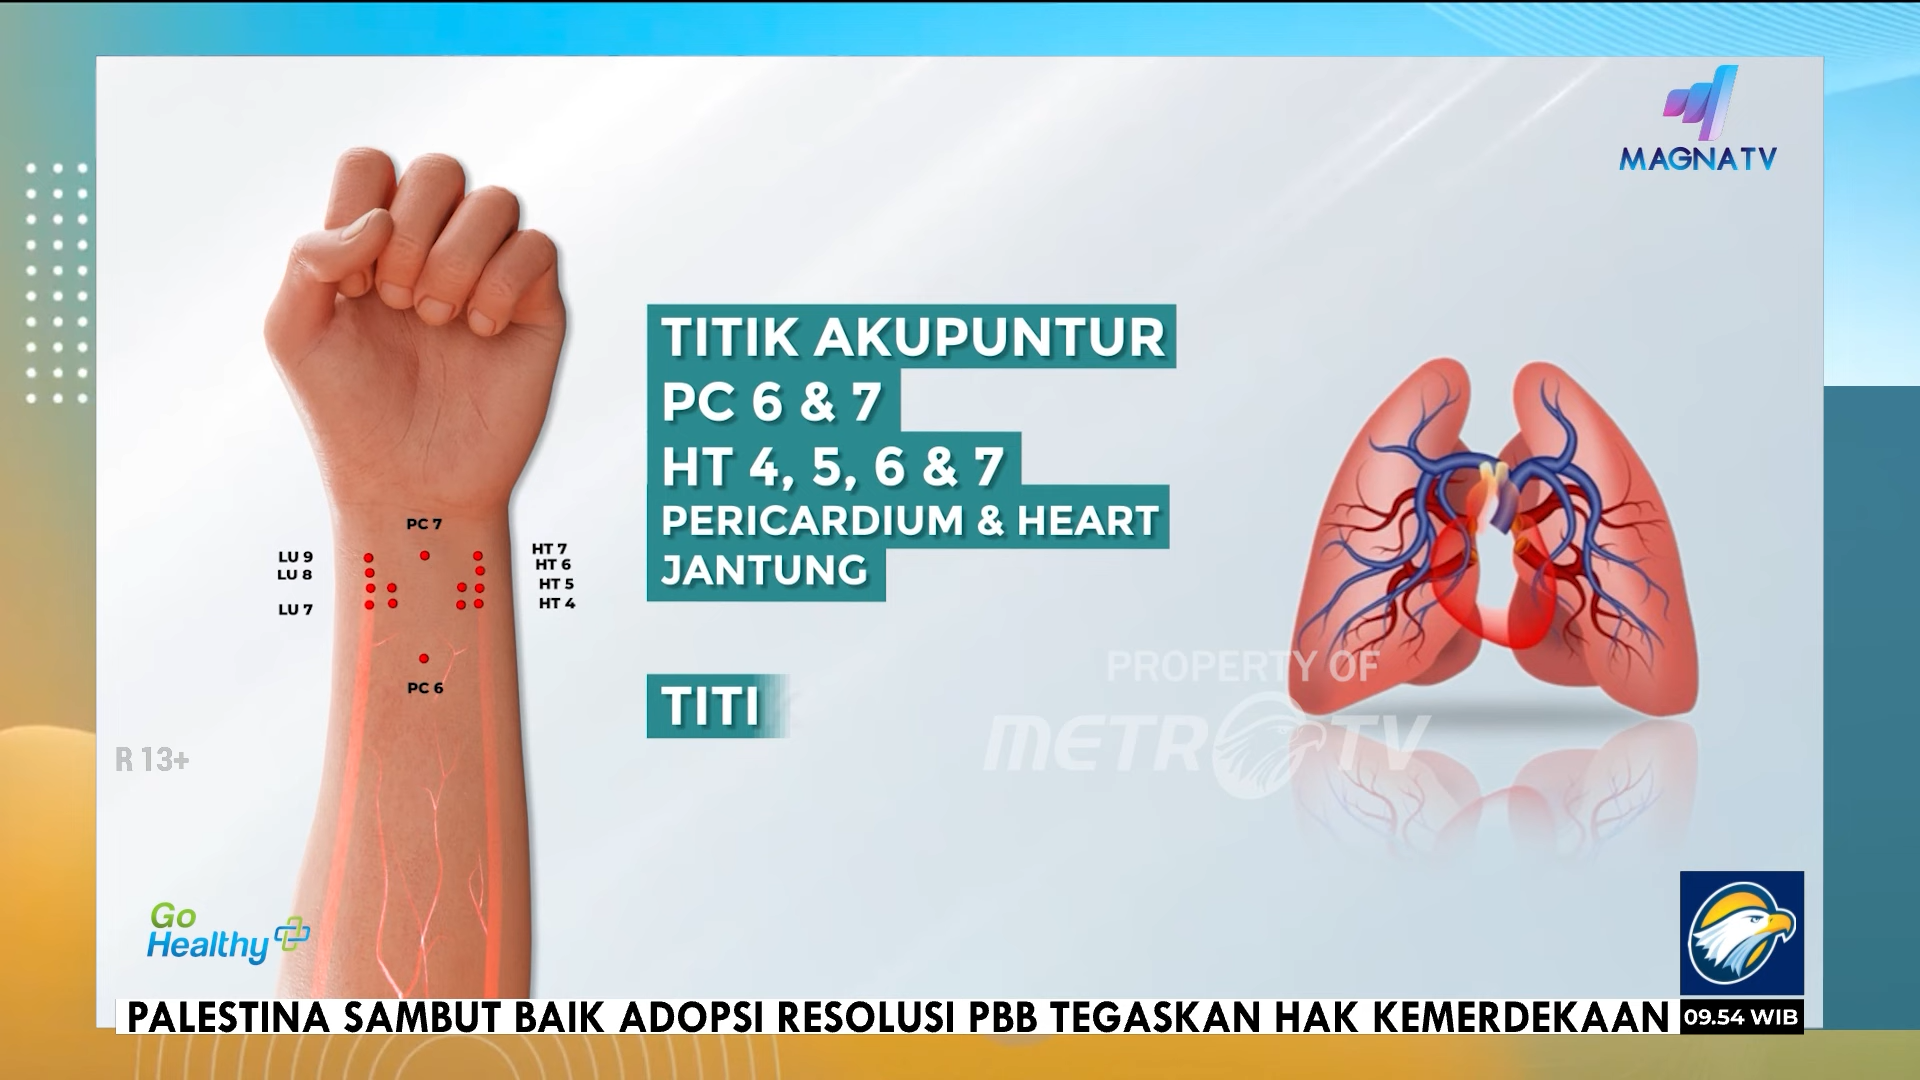 MAGNATV
TITIK AKUPUNTUR
PC 6 & 7
HT 4, 5, 6 & 7
PERICARDIUM & HEART
JANTUNG
TITI
PC 7
LU 9
LU 8
LU 7
HT 7
HT 6
HT 5
HT 4
PC 6
PROPERTY OF
METRO TV
R 13+
Go
Healthy
PALESTINA SAMBUT BAIK ADOPSI RESOLUSI PBB TEGASKAN HAK KEMERDEKAAN
09.54 WIB